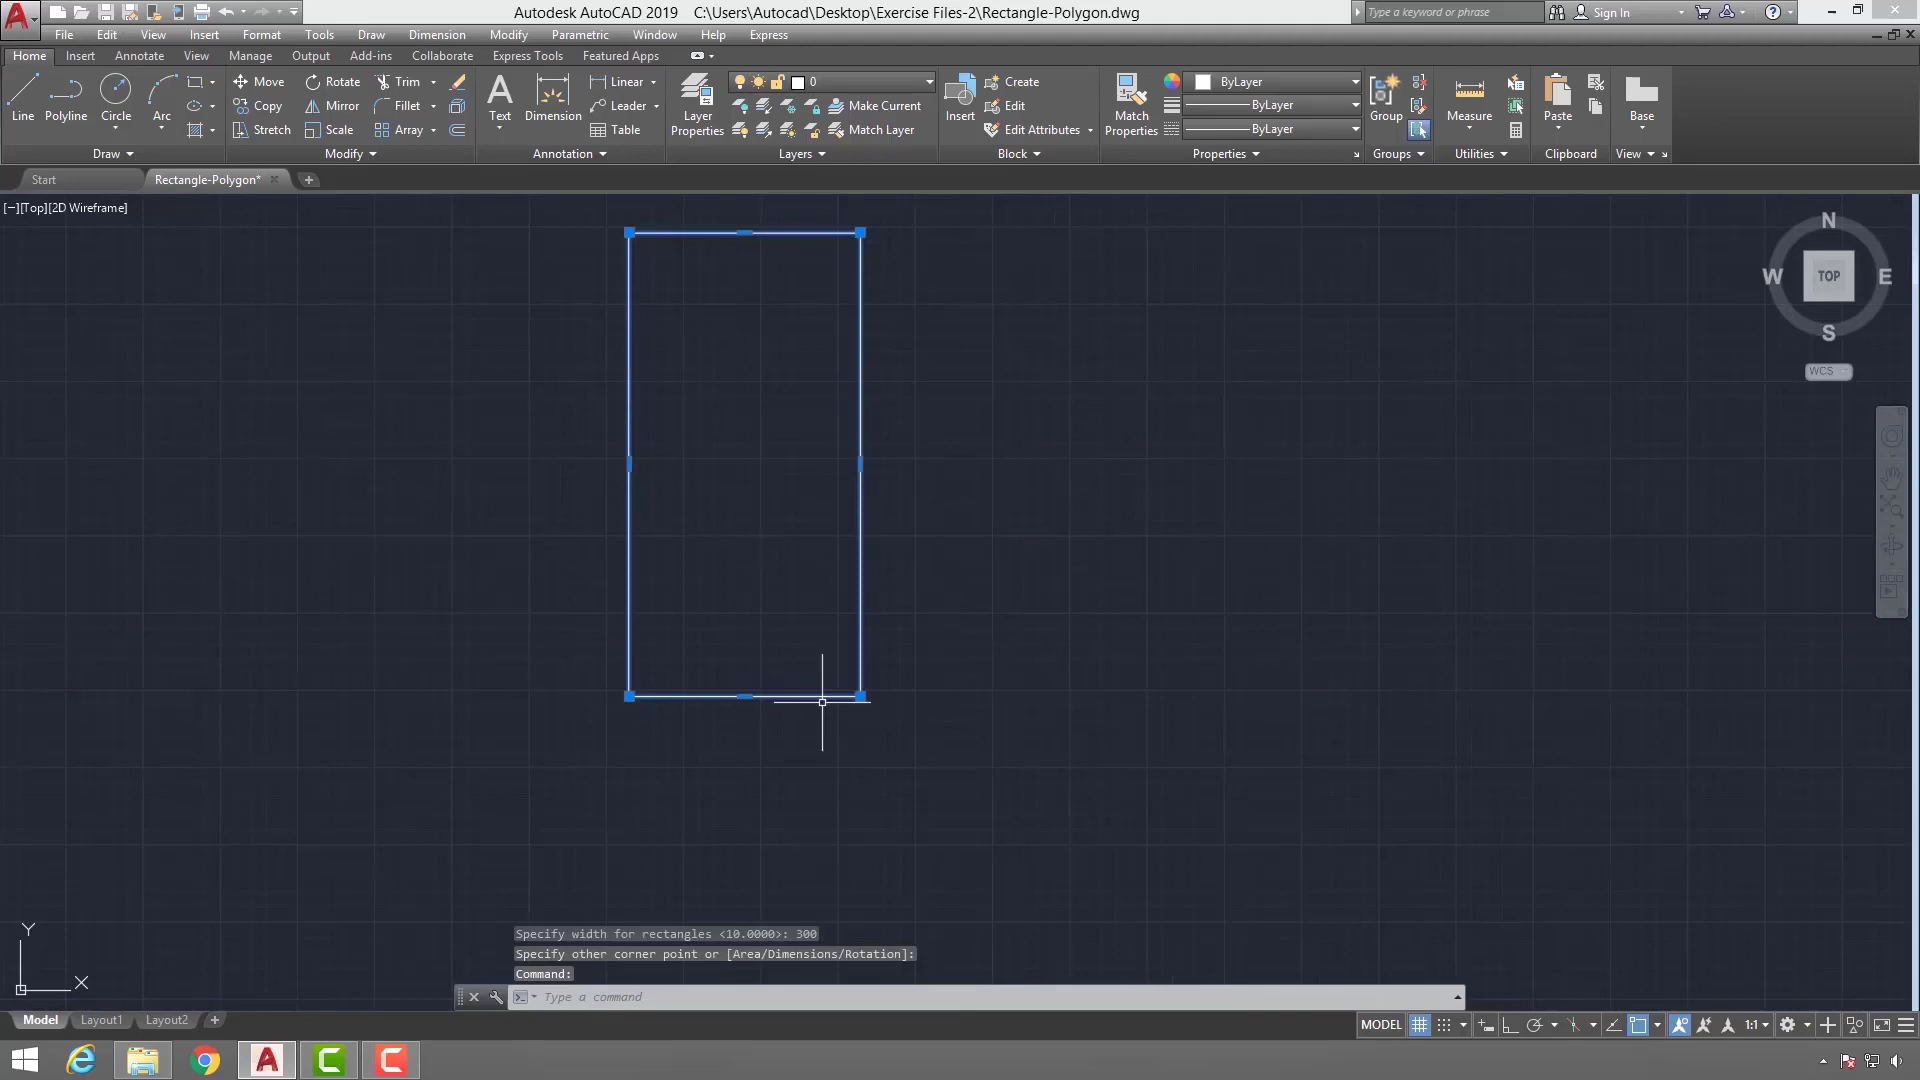 Autodesk AutoCAD 2019 C:\Users\Autocad\Desktop\Exercise Files-2\Rectangle-Polygon.dwg
Type a keyword or phrase
Sign In
File Edit View Insert Format Tools Draw Dimension Modify Parametric Window Help Express
Home Insert Annotate View Manage Output Add-ins Collaborate Express Tools Featured Apps
Line Polyline Circle Arc
Draw
Move Rotate Trim
Copy Mirror Fillet
Stretch Scale Array
Modify
Text Dimension
Linear
Leader
Table
Annotation
Layer Properties
0
Make Current
Match Layer
Layers
Insert
Create
Edit
Edit Attributes
Block
Match Properties
ByLayer
ByLayer
ByLayer
Properties
Group
Groups
Measure
Utilities
Paste
Clipboard
Base
View
Start Rectangle-Polygon*
[−][Top][2D Wireframe]
N
W TOP E
S
WCS
Y
X
Specify width for rectangles <10.0000>: 300
Specify other corner point or [Area/Dimensions/Rotation]:
Command:
Type a command
Model Layout1 Layout2
MODEL 1:1